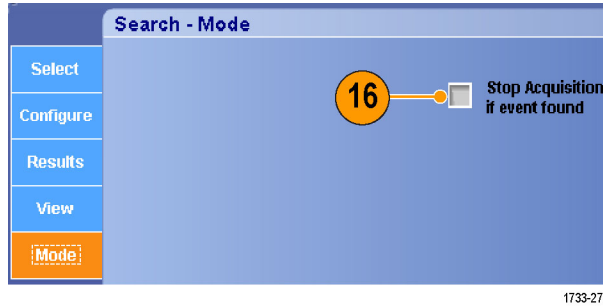 Search - Mode
Select
Configure
Results
View
Mode
16
Stop Acquisition
if event found
1733-27